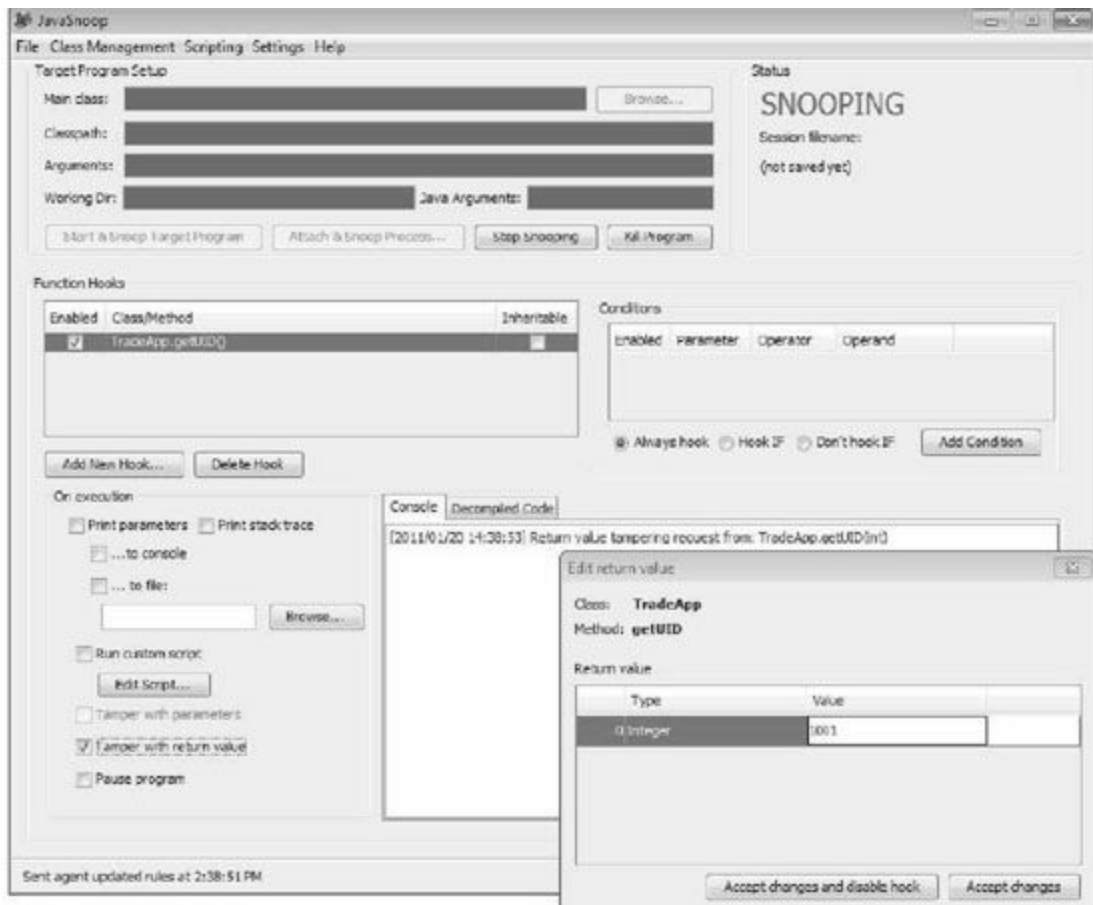 JavaSnoop
File Class Management Scripting Settings Help
Target Program Setup
Main class:
Browse...
Classpath:
Arguments:
Working Dir:
Java Arguments:
Start & Snoop Target Program
Attach & Snoop Process...
Stop Snooping
Kill Program
Status
SNOOPING
Session filename:
(not saved yet)
Function Hooks
Enabled Class/Method Inheritable
TradeApp.getUID()
Add New Hook...
Delete Hook
Conditions
Enabled Parameter Operator Operand
Always hook Hook IF Don't hook IF
Add Condition
On execution
Print parameters Print stack trace
...to console
... to file:
Browse...
Run custom script
Edit Script...
Tamper with parameters
Tamper with return value
Pause program
Console Decompiled Code
[2011/01/20 14:38:53] Return value tampering request from: TradeApp.getUID(int)
Edit return value
Class: TradeApp
Method: getUID
Return value
Type Value
0 Integer
Accept changes and disable hook
Accept changes
Sent agent updated rules at 2:38:51 PM